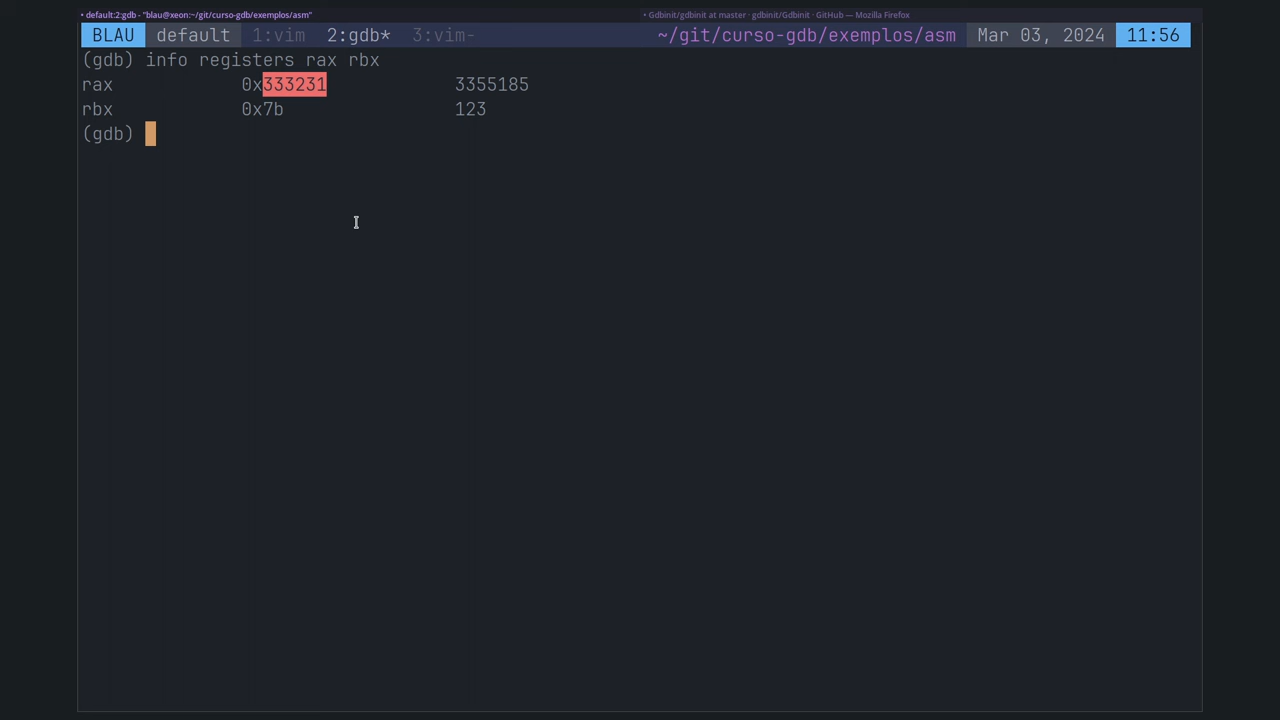 • default:2:gdb - "blau@xeon:~/git/curso-gdb/exemplos/asm"
• Gdbinit/gdbinit at master · gdbinit/Gdbinit · GitHub — Mozilla Firefox
BLAU default 1:vim 2:gdb* 3:vim- ~/git/curso-gdb/exemplos/asm Mar 03, 2024 11:56
(gdb) info registers rax rbx
rax 0x333231 3355185
rbx 0x7b 123
(gdb)